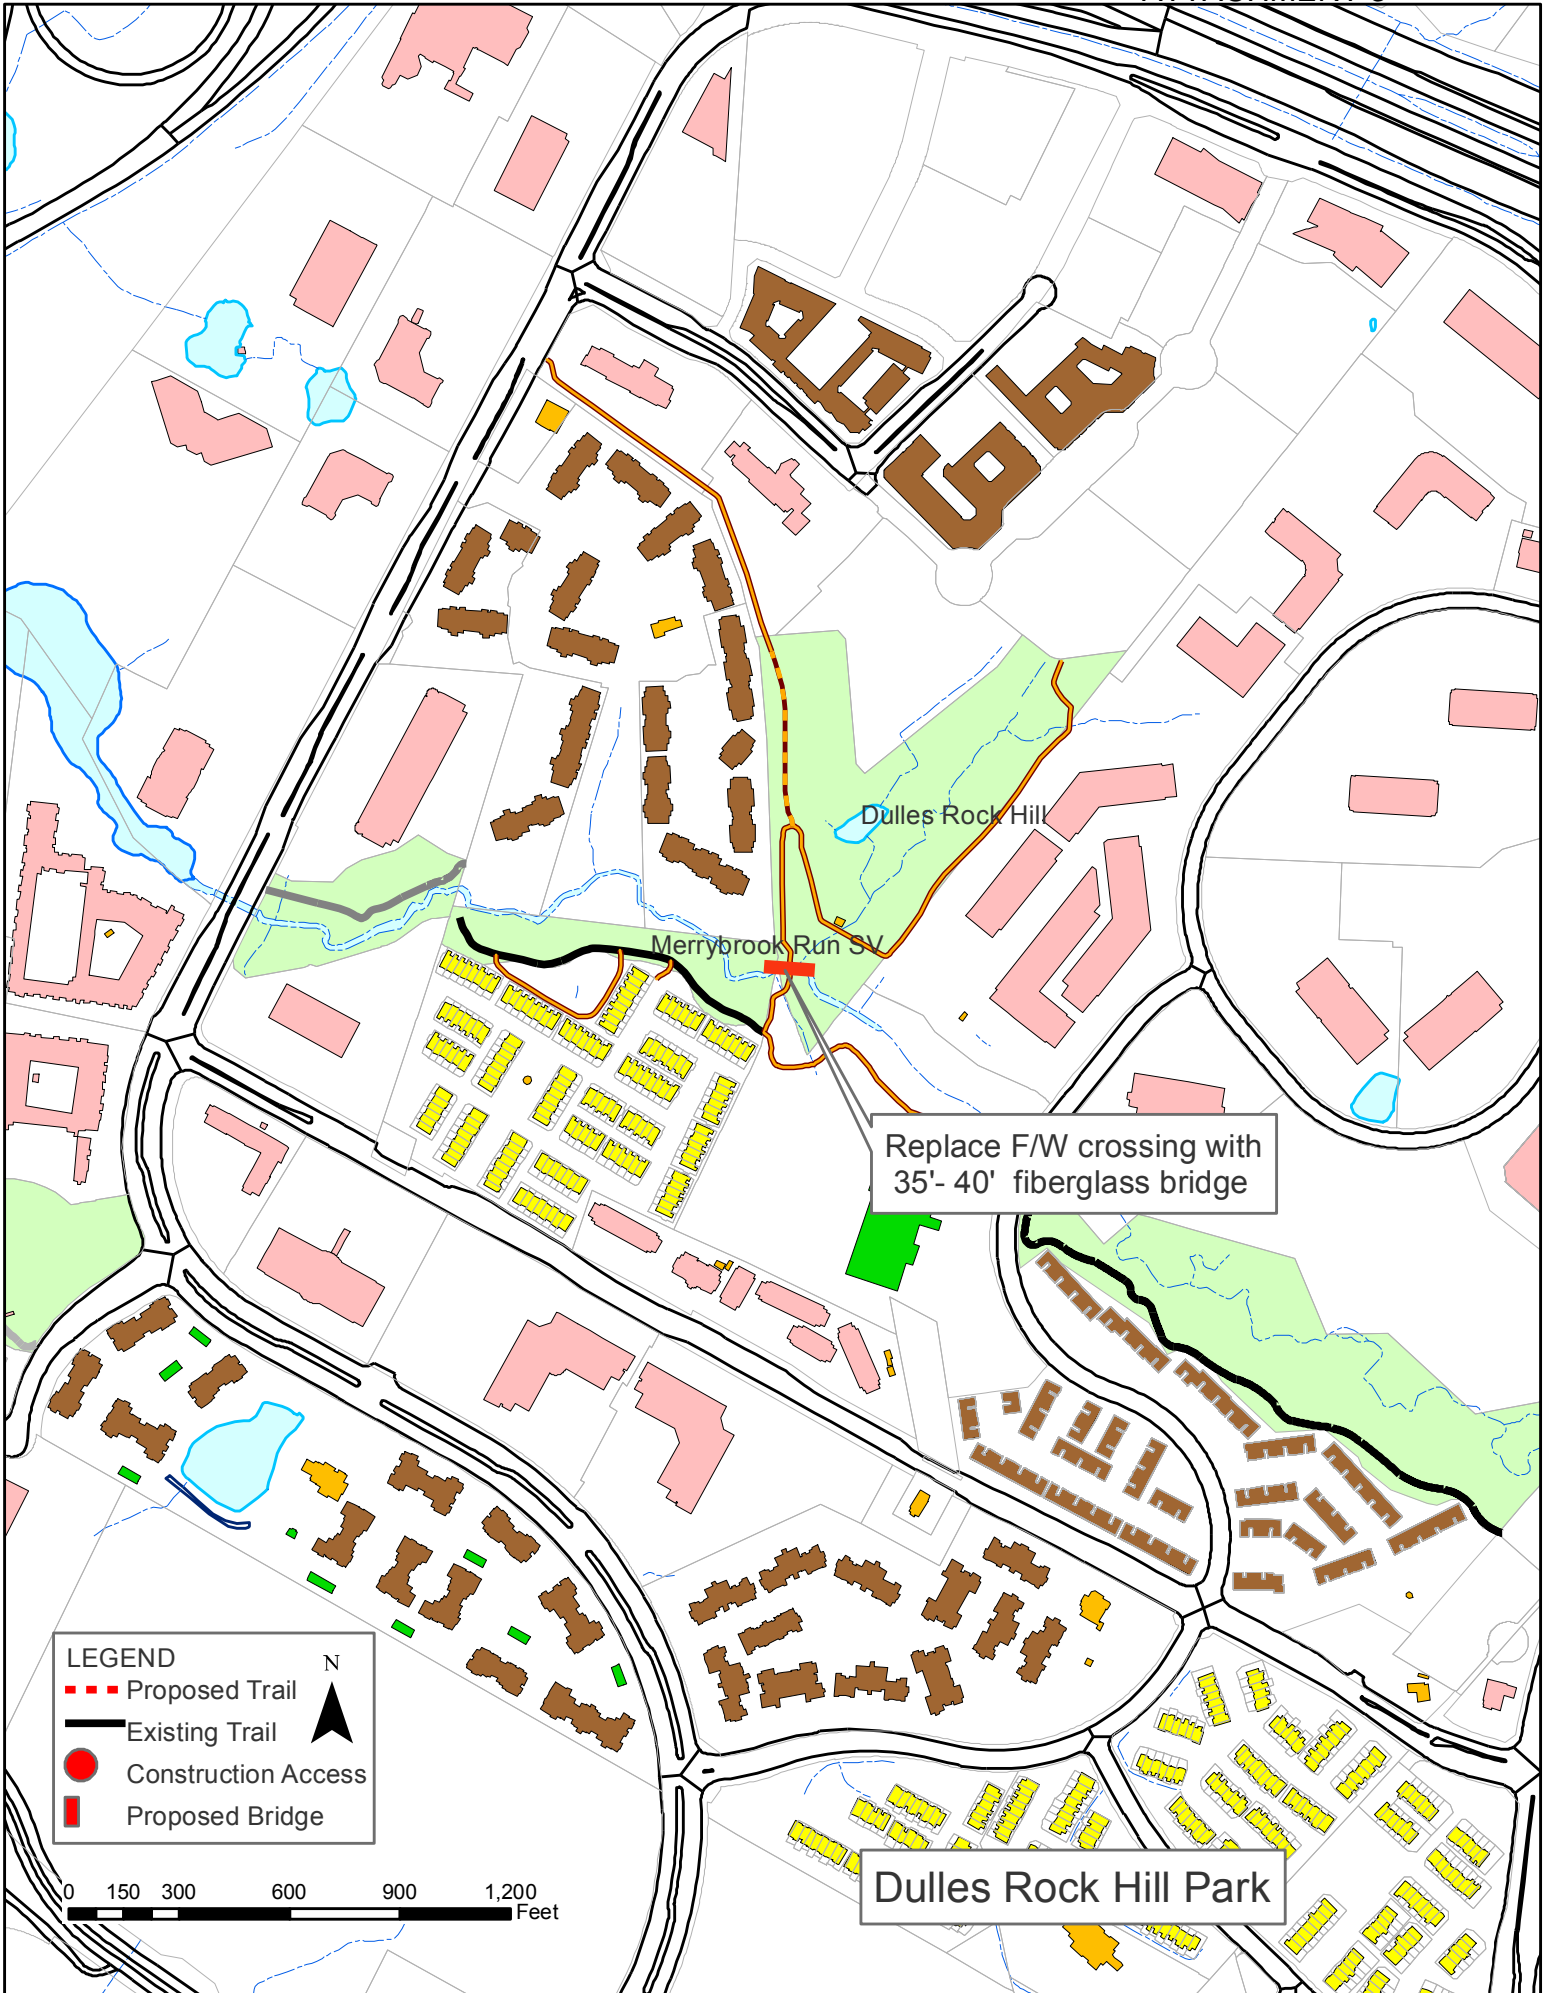 Dulles Rock Hill
Merrybrook Run SV
Replace F/W crossing with
35'- 40' fiberglass bridge
LEGEND
N
Proposed Trail
Existing Trail
Construction Access
Proposed Bridge
0 150 300 600 900 1,200
Feet
Dulles Rock Hill Park